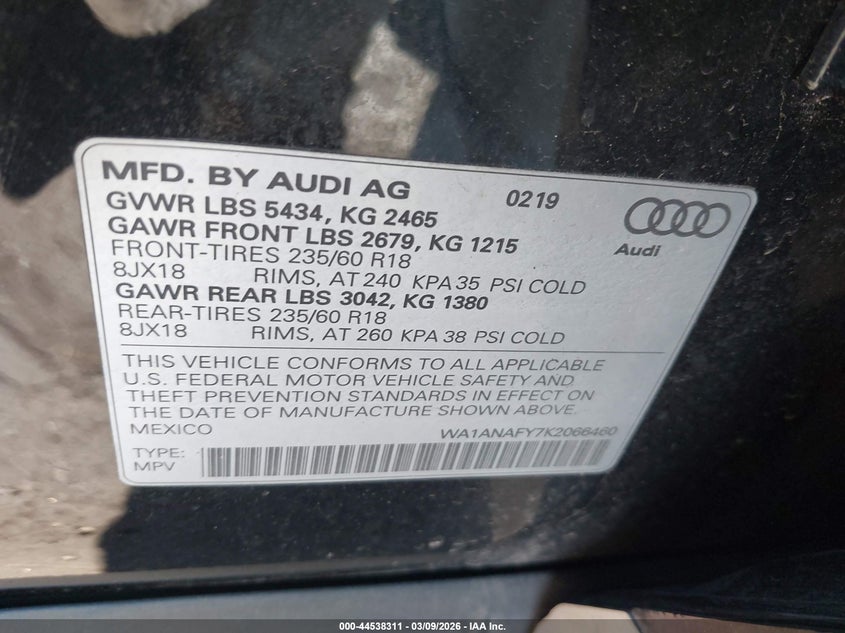 MFD. BY AUDI AG 0219
GVWR LBS 5434, KG 2465
GAWR FRONT LBS 2679, KG 1215
Audi
FRONT-TIRES 235/60 R18
8JX18 RIMS, AT 240 KPA 35 PSI COLD
GAWR REAR LBS 3042, KG 1380
REAR-TIRES 235/60 R18
8JX18 RIMS, AT 260 KPA 38 PSI COLD
THIS VEHICLE CONFORMS TO ALL APPLICABLE
U.S. FEDERAL MOTOR VEHICLE SAFETY AND
THEFT PREVENTION STANDARDS IN EFFECT ON
THE DATE OF MANUFACTURE SHOWN ABOVE.
MEXICO WA1ANAFY7K2066460
TYPE:
MPV
000-44538311 - 03/09/2026 - IAA Inc.